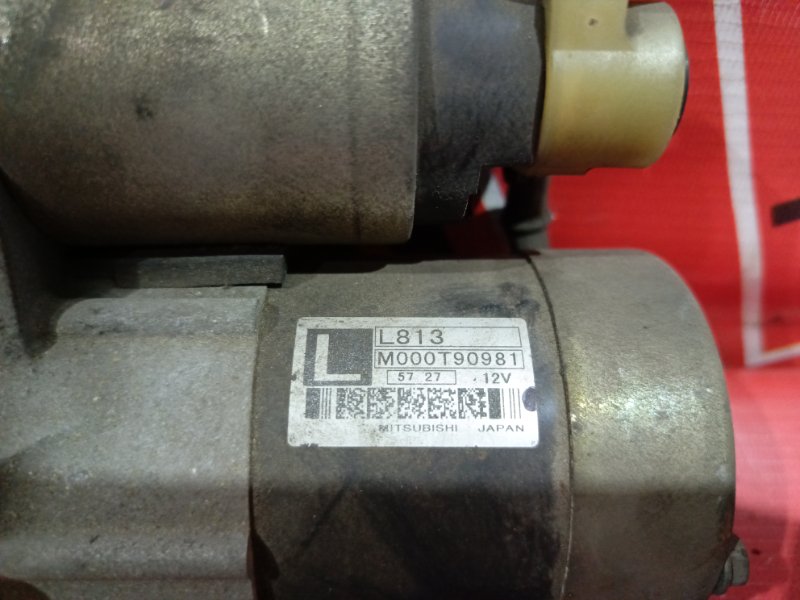 L
L813
M000T90981
57 27 12V
MITSUBISHI JAPAN